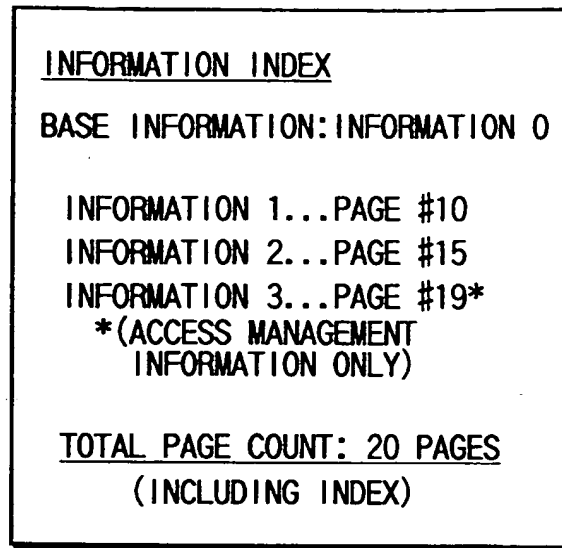 INFORMATION INDEX
BASE INFORMATION:INFORMATION 0
INFORMATION 1...PAGE #10
INFORMATION 2...PAGE #15
INFORMATION 3...PAGE #19*
*(ACCESS MANAGEMENT
INFORMATION ONLY)
TOTAL PAGE COUNT: 20 PAGES
(INCLUDING INDEX)